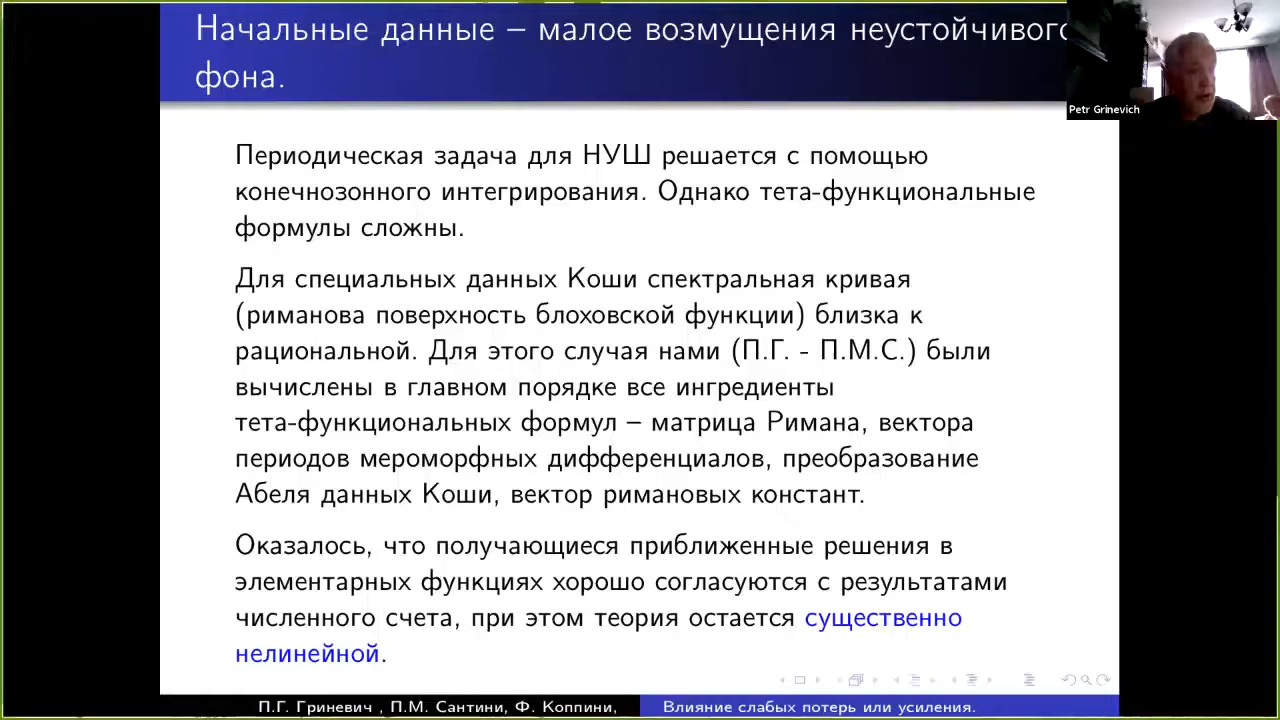 Начальные данные – малое возмущения неустойчивого
фона.
Petr Grinevich
Периодическая задача для НУШ решается с помощью
конечнозонного интегрирования. Однако тета-функциональные
формулы сложны.
Для специальных данных Коши спектральная кривая
(риманова поверхность блоховской функции) близка к
рациональной. Для этого случая нами (П.Г. - П.М.С.) были
вычислены в главном порядке все ингредиенты
тета-функциональных формул – матрица Римана, вектора
периодов мероморфных дифференциалов, преобразование
Абеля данных Коши, вектор римановых констант.
Оказалось, что получающиеся приближенные решения в
элементарных функциях хорошо согласуются с результатами
численного счета, при этом теория остается существенно
нелинейной.
П.Г. Гриневич , П.М. Сантини, Ф. Коппини,
Влияние слабых потерь или усиления.